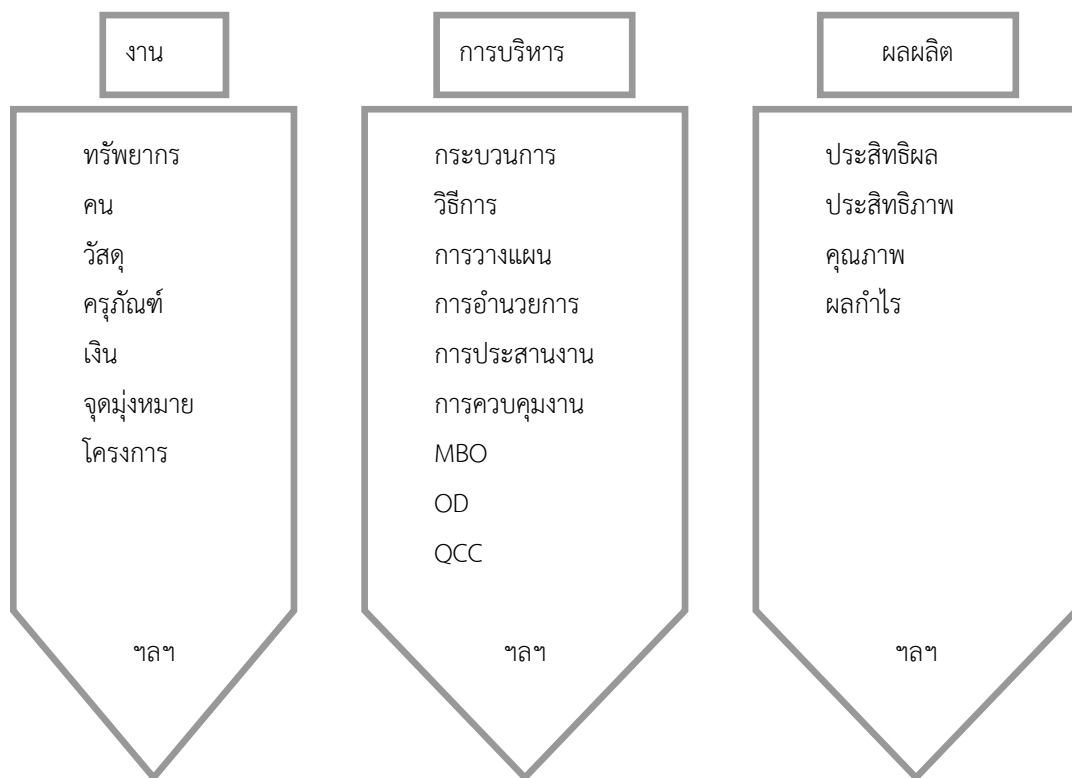 งาน
ทรัพยากร
คน
วัสดุ
ครุภัณฑ์
เงิน
จุดมุ่งหมาย
โครงการ
ฯลฯ
การบริหาร
กระบวนการ
วิธีการ
การวางแผน
การอำนวยการ
การประสานงาน
การควบคุมงาน
MBO
OD
QCC
ฯลฯ
ผลผลิต
ประสิทธิผล
ประสิทธิภาพ
คุณภาพ
ผลกำไร
ฯลฯ